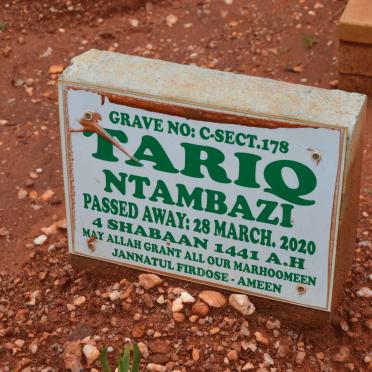 GRAVE NO: C-SECT.178
TARIQ
NTAMBAZI
PASSED AWAY: 28 MARCH. 2020
4 SHABAAN 1441 A.H
MAY ALLAH GRANT ALL OUR MARHOOMEEN
JANNATUL FIRDOSE - AMEEN